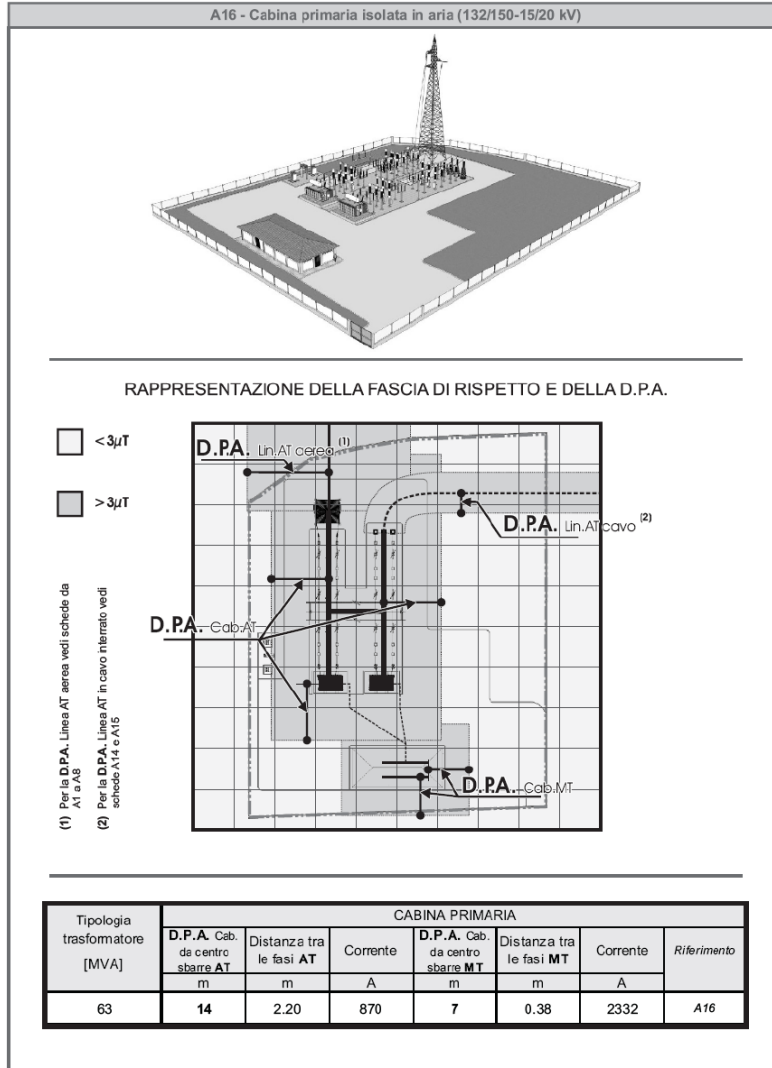 A16 - Cabina primaria isolata in aria (132/150-15/20 kV)
RAPPRESENTAZIONE DELLA FASCIA DI RISPETTO E DELLA D.P.A.
< 3μT
> 3μT
D.P.A. Lin.AT cerea (1)
D.P.A. Lin.AT cavo (2)
D.P.A. Cab.AT
D.P.A. Cab.MT
(1) Per la D.P.A. Linea AT aerea vedi schede da
A1 a A8
(2) Per la D.P.A. Linea AT in cavo interrato vedi
schede A14 e A15
Tipologia
trasformatore
[MVA]
CABINA PRIMARIA
D.P.A. Cab.
da centro
sbarre AT
Distanza tra
le fasi AT
Corrente
D.P.A. Cab.
da centro
sbarre MT
Distanza tra
le fasi MT
Corrente
Riferimento
m m A m m A
63 14 2.20 870 7 0.38 2332 A16